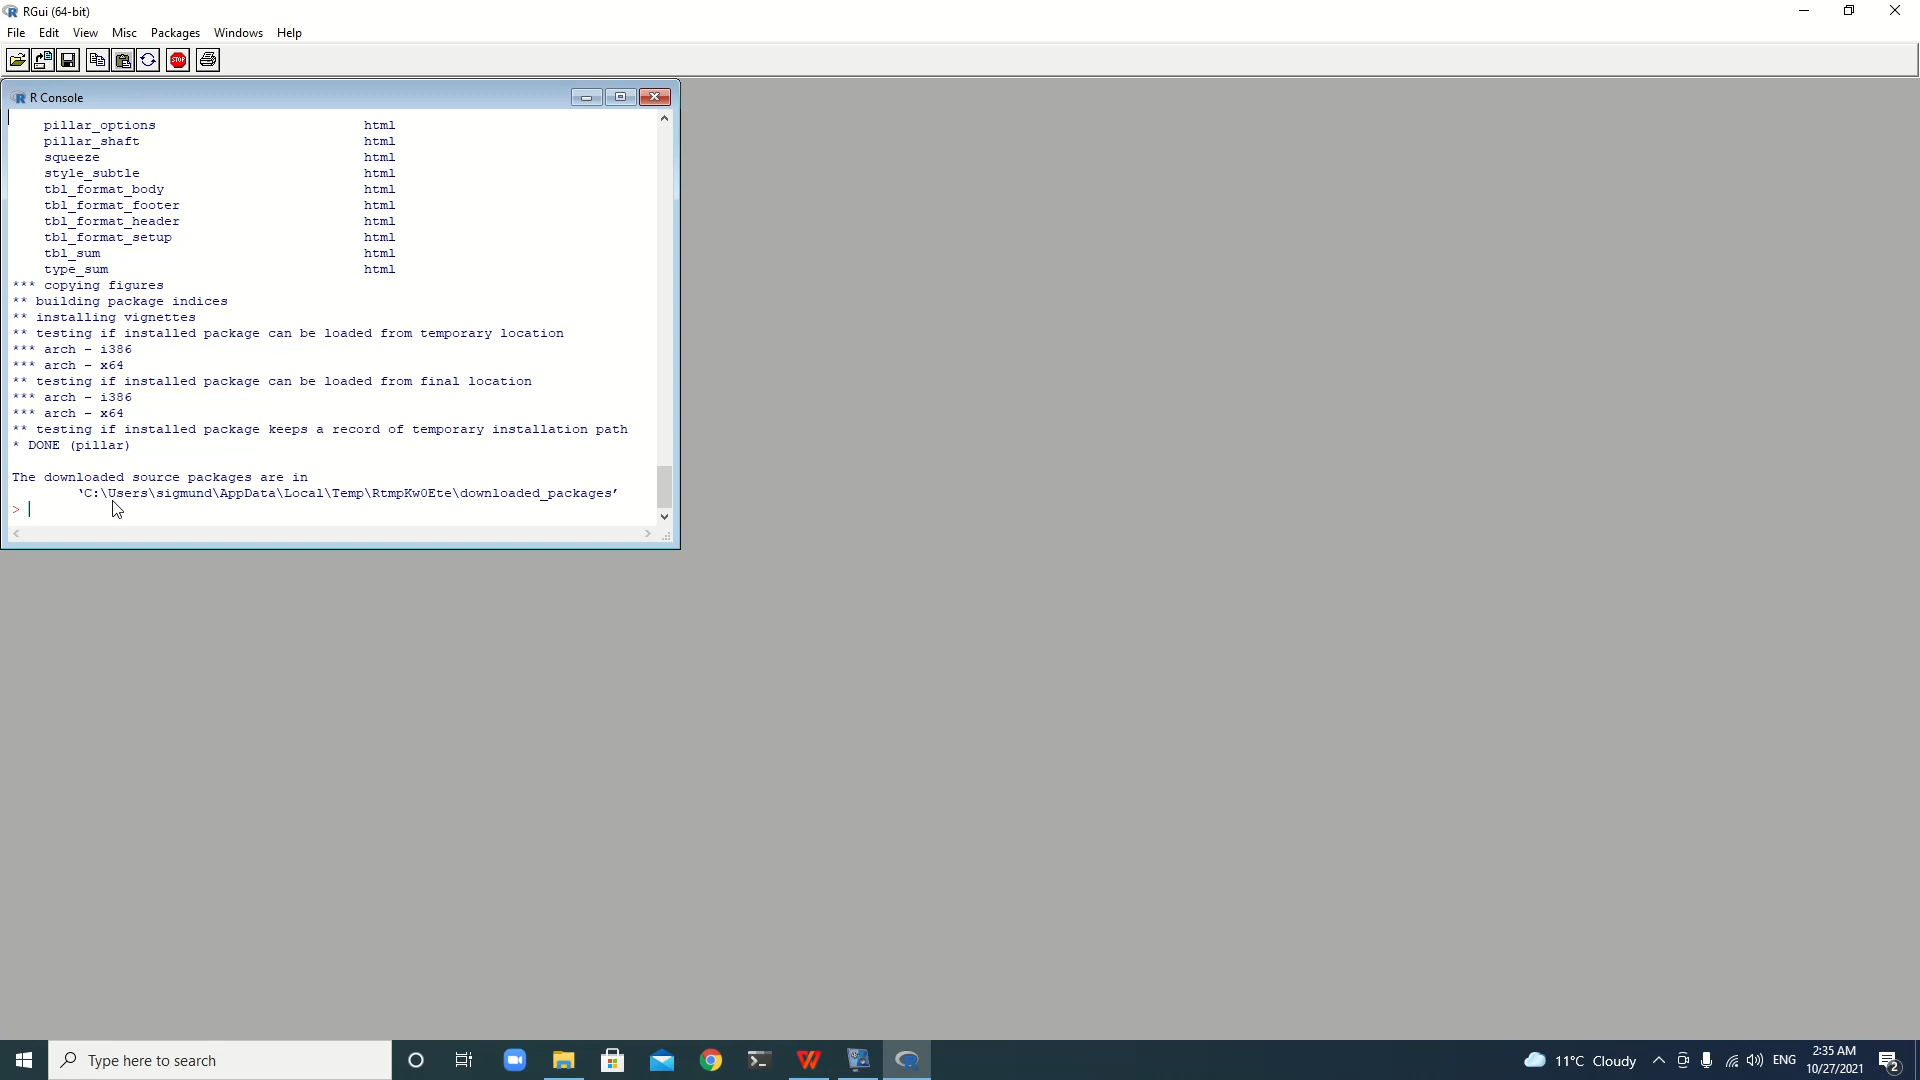 RGui (64-bit)
File Edit View Misc Packages Windows Help
STOP
R Console
pillar_options html
pillar_shaft html
squeeze html
style_subtle html
tbl_format_body html
tbl_format_footer html
tbl_format_header html
tbl_format_setup html
tbl_sum html
type_sum html
*** copying figures
** building package indices
** installing vignettes
** testing if installed package can be loaded from temporary location
*** arch - i386
*** arch - x64
** testing if installed package can be loaded from final location
*** arch - i386
*** arch - x64
** testing if installed package keeps a record of temporary installation path
* DONE (pillar)
The downloaded source packages are in
‘C:\Users\sigmund\AppData\Local\Temp\RtmpKw0Ete\downloaded_packages’
>
Type here to search
11°C Cloudy
ENG
2:35 AM
10/27/2021
2